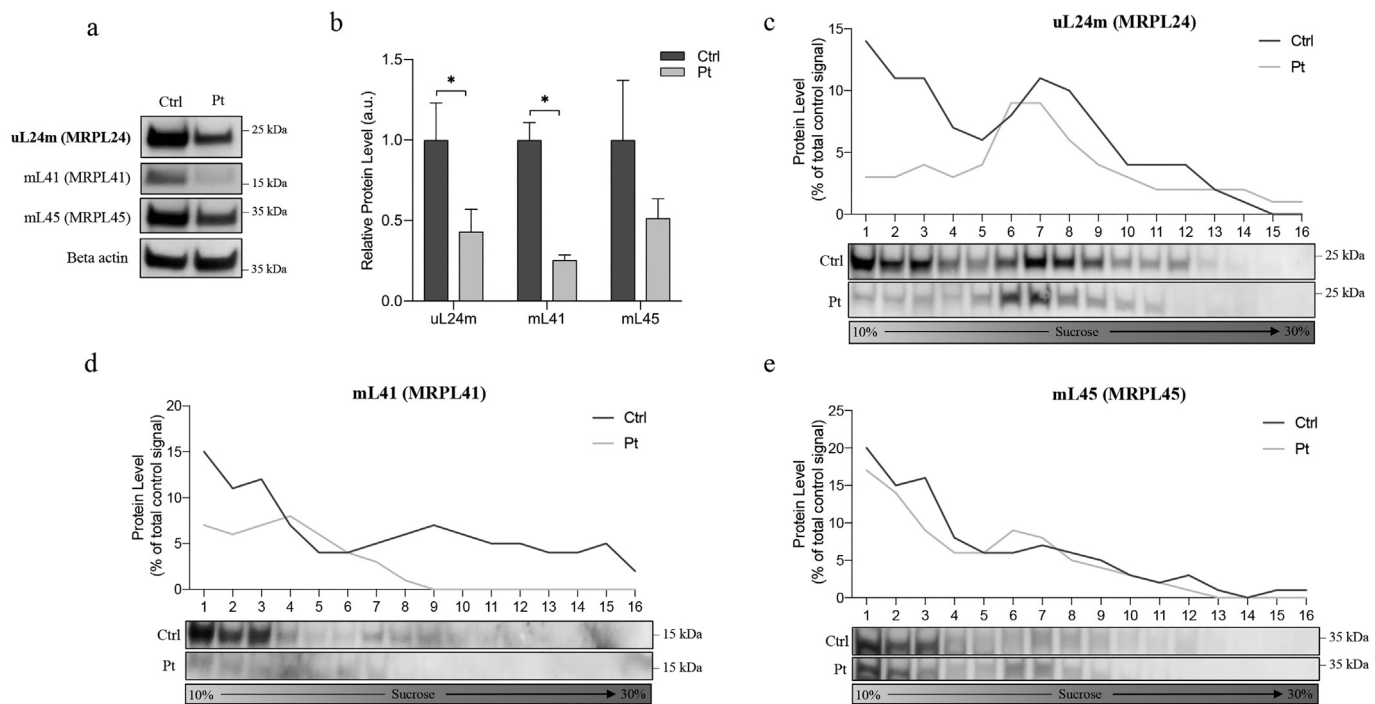 a
Ctrl Pt
uL24m (MRPL24)
25 kDa
mL41 (MRPL41)
15 kDa
mL45 (MRPL45)
35 kDa
Beta actin
35 kDa
b
Relative Protein Level (a.u.)
1.5
1.0
0.5
0.0
* *
Ctrl
Pt
uL24m mL41 mL45
c
uL24m (MRPL24)
Protein Level
(% of total control signal)
15
10
5
0
Ctrl
Pt
1 2 3 4 5 6 7 8 9 10 11 12 13 14 15 16
Ctrl 25 kDa
Pt 25 kDa
10% Sucrose 30%
d
mL41 (MRPL41)
Protein Level
(% of total control signal)
20
15
10
5
0
Ctrl
Pt
1 2 3 4 5 6 7 8 9 10 11 12 13 14 15 16
Ctrl 15 kDa
Pt 15 kDa
10% Sucrose 30%
e
mL45 (MRPL45)
Protein Level
(% of total control signal)
25
20
15
10
5
0
Ctrl
Pt
1 2 3 4 5 6 7 8 9 10 11 12 13 14 15 16
Ctrl 35 kDa
Pt 35 kDa
10% Sucrose 30%